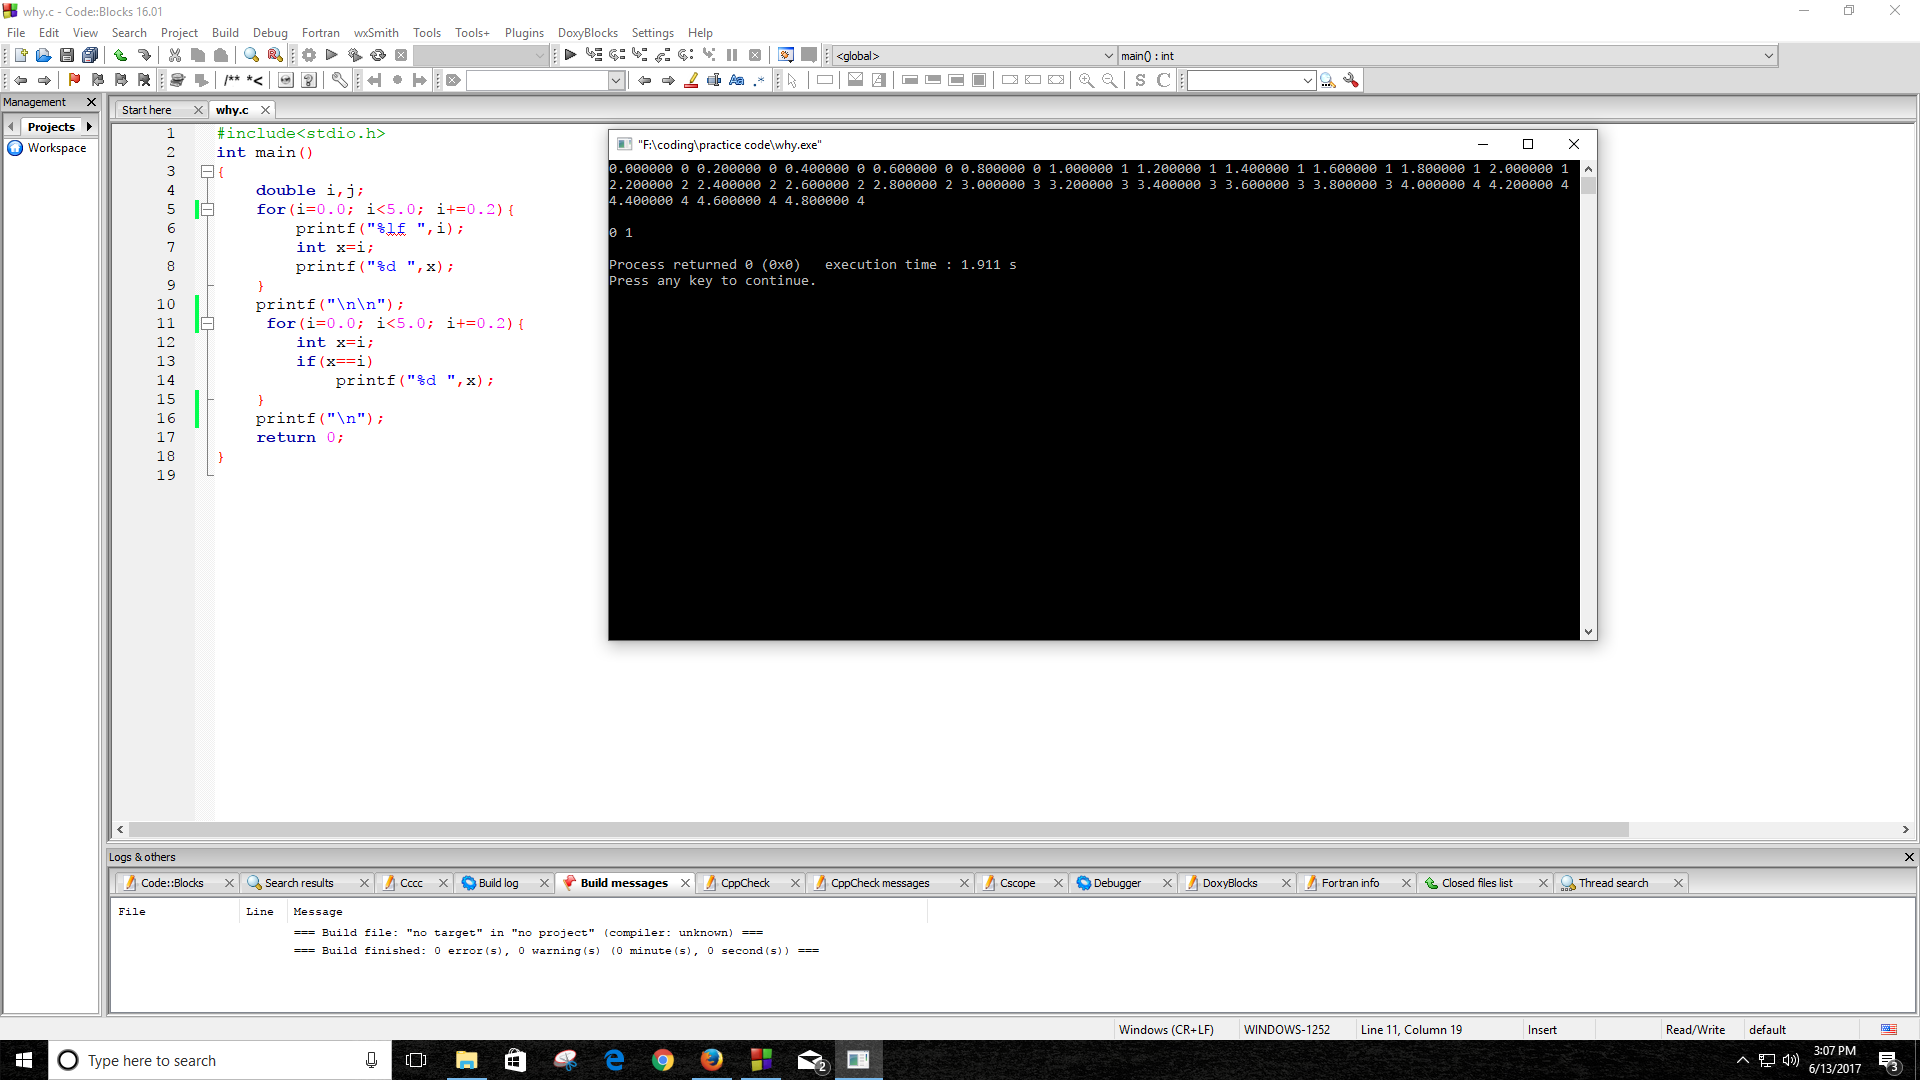 why.c - Code::Blocks 16.01
File Edit View Search Project Build Debug Fortran wxSmith Tools Tools+ Plugins DoxyBlocks Settings Help
<global> main() : int
/** *<
Management
Start here why.c
Projects
Workspace
1 #include<stdio.h>
2 int main()
3 {
4 double i,j;
5 for(i=0.0; i<5.0; i+=0.2){
6 printf("%lf ",i);
7 int x=i;
8 printf("%d ",x);
9 }
10 printf("\n\n");
11 for(i=0.0; i<5.0; i+=0.2){
12 int x=i;
13 if(x==i)
14 printf("%d ",x);
15 }
16 printf("\n");
17 return 0;
18 }
19
"F:\coding\practice code\why.exe"
0.000000 0 0.200000 0 0.400000 0 0.600000 0 0.800000 0 1.000000 1 1.200000 1 1.400000 1 1.600000 1 1.800000 1 2.000000 1
2.200000 2 2.400000 2 2.600000 2 2.800000 2 3.000000 3 3.200000 3 3.400000 3 3.600000 3 3.800000 3 4.000000 4 4.200000 4
4.400000 4 4.600000 4 4.800000 4
0 1
Process returned 0 (0x0)   execution time : 1.911 s
Press any key to continue.
Logs & others
Code::Blocks Search results Cccc Build log Build messages CppCheck CppCheck messages Cscope Debugger DoxyBlocks Fortran info Closed files list Thread search
File Line Message
=== Build file: "no target" in "no project" (compiler: unknown) ===
=== Build finished: 0 error(s), 0 warning(s) (0 minute(s), 0 second(s)) ===
Windows (CR+LF) WINDOWS-1252 Line 11, Column 19 Insert Read/Write default
Type here to search
2
3:07 PM
6/13/2017
3